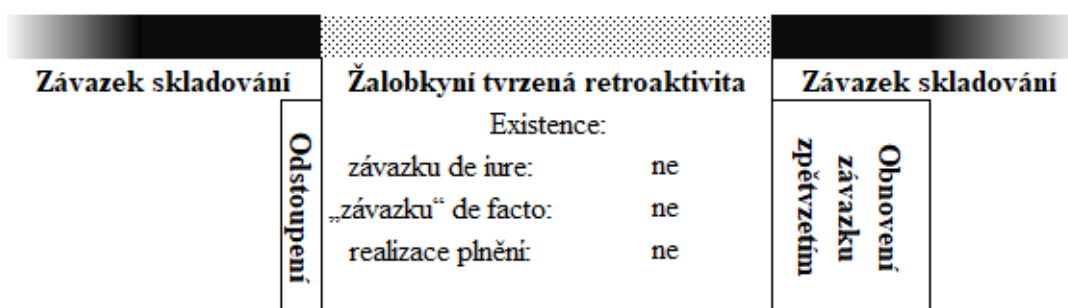 Závazek skladování
Žalobkyní tvrzená retroaktivita
Závazek skladování
Odstoupení
Existence:
závazku de iure: ne
„závazku“ de facto: ne
realizace plnění: ne
Obnovení
závazku
zpětvzetím